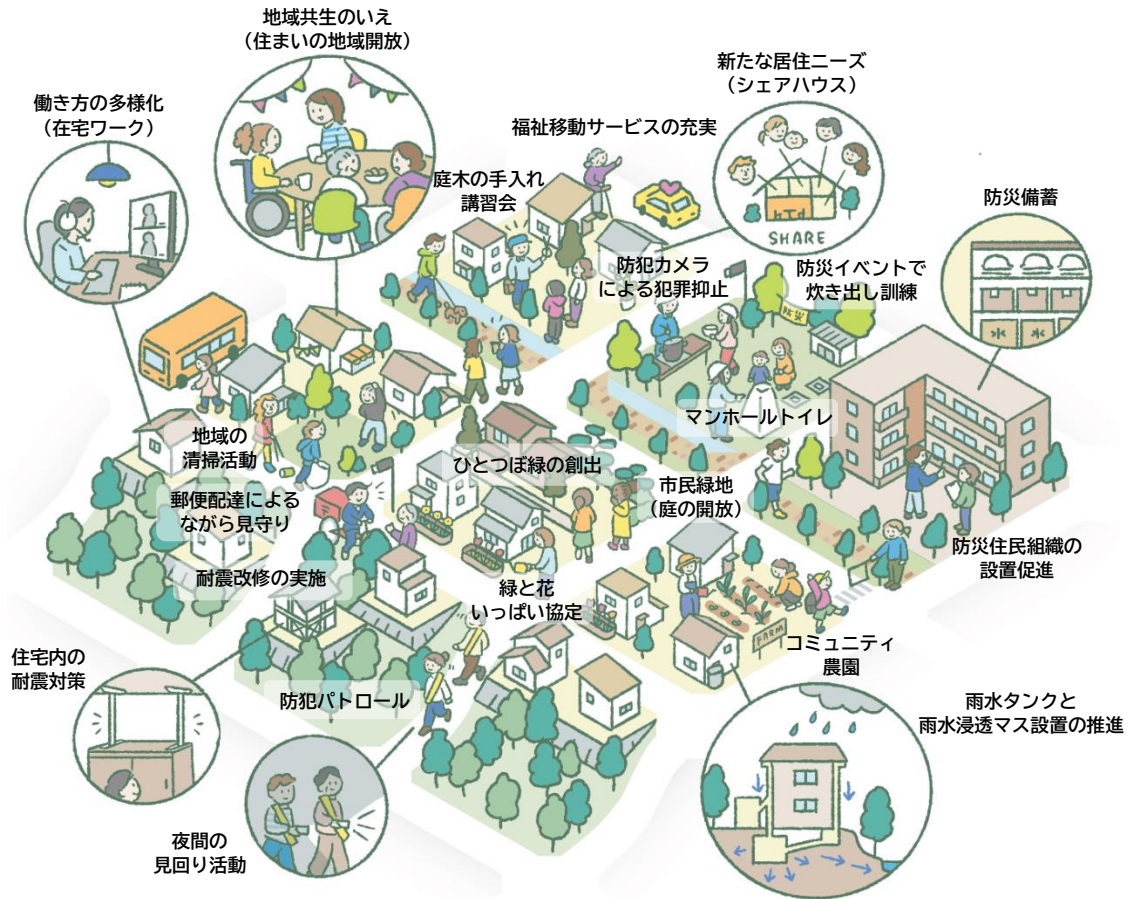 地域共生のいえ
（住まいの地域開放）
新たな居住ニーズ
（シェアハウス）
働き方の多様化
（在宅ワーク）
福祉移動サービスの充実
庭木の手入れ
講習会
防災備蓄
防犯カメラ
による犯罪抑止
防災イベントで
炊き出し訓練
SHARE
防災
水 水
マンホールトイレ
地域の
清掃活動
ひとつぼ緑の創出
郵便配達による
ながら見守り
市民緑地
（庭の開放）
防災住民組織の
設置促進
耐震改修の実施
緑と花
いっぱい協定
FARM
コミュニティ
農園
住宅内の
耐震対策
防犯パトロール
雨水タンクと
雨水浸透マス設置の推進
夜間の
見回り活動